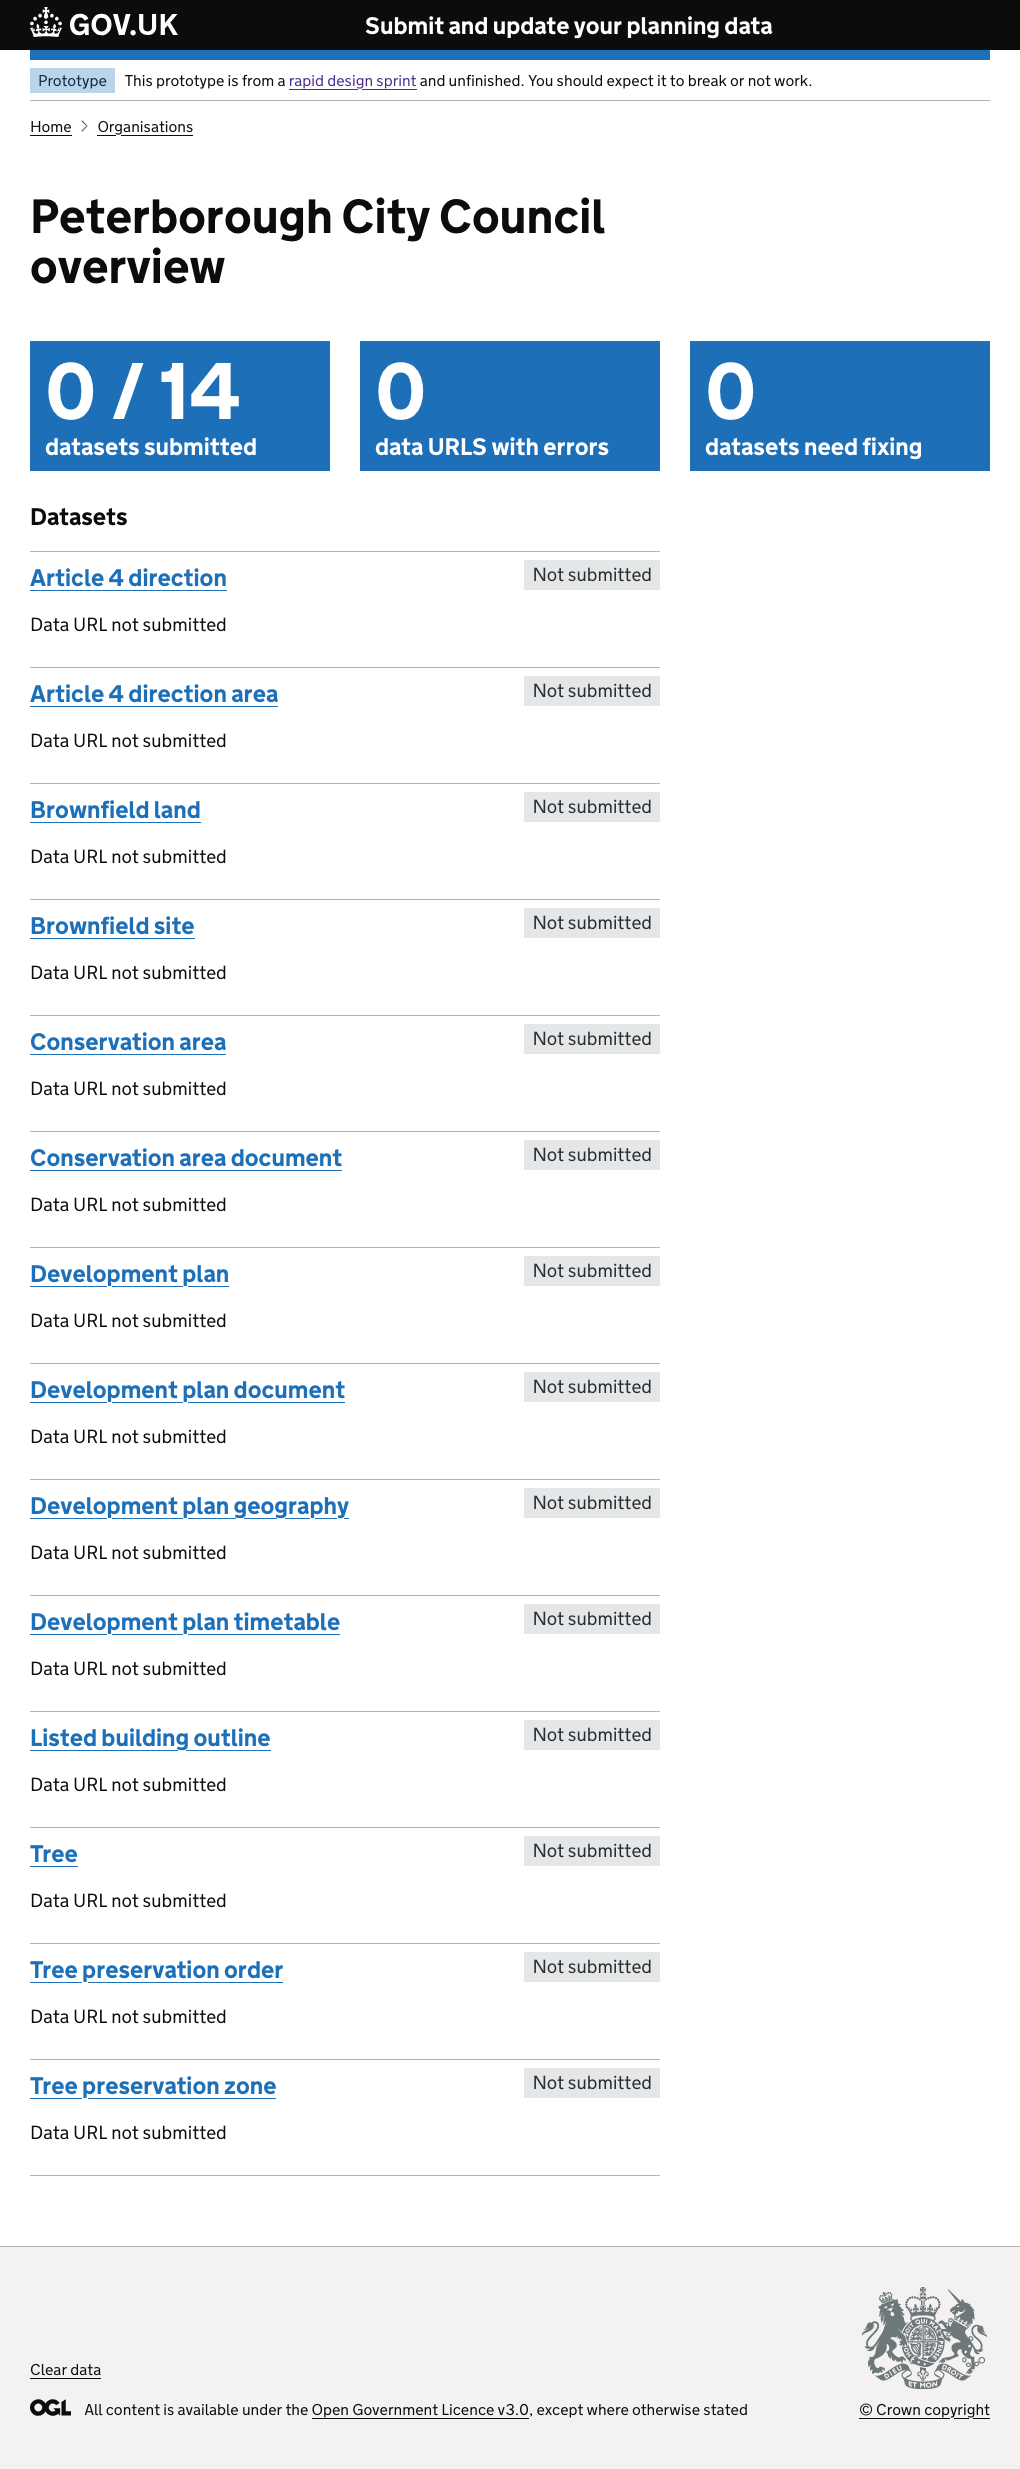 GOV.UK
Submit and update your planning data
Prototype This prototype is from a rapid design sprint and unfinished. You should expect it to break or not work.
Home Organisations
Peterborough City Council
overview
0 / 14
datasets submitted
0
data URLS with errors
0
datasets need fixing
Datasets
Article 4 direction
Not submitted
Data URL not submitted
Article 4 direction area
Not submitted
Data URL not submitted
Brownfield land
Not submitted
Data URL not submitted
Brownfield site
Not submitted
Data URL not submitted
Conservation area
Not submitted
Data URL not submitted
Conservation area document
Not submitted
Data URL not submitted
Development plan
Not submitted
Data URL not submitted
Development plan document
Not submitted
Data URL not submitted
Development plan geography
Not submitted
Data URL not submitted
Development plan timetable
Not submitted
Data URL not submitted
Listed building outline
Not submitted
Data URL not submitted
Tree
Not submitted
Data URL not submitted
Tree preservation order
Not submitted
Data URL not submitted
Tree preservation zone
Not submitted
Data URL not submitted
Clear data
OGL All content is available under the Open Government Licence v3.0, except where otherwise stated
DIEU ET MON DROIT
© Crown copyright